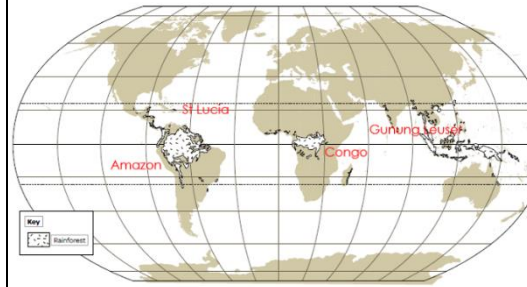 St Lucia
Gunung Leuser
Congo
Amazon
Key
Rainforest